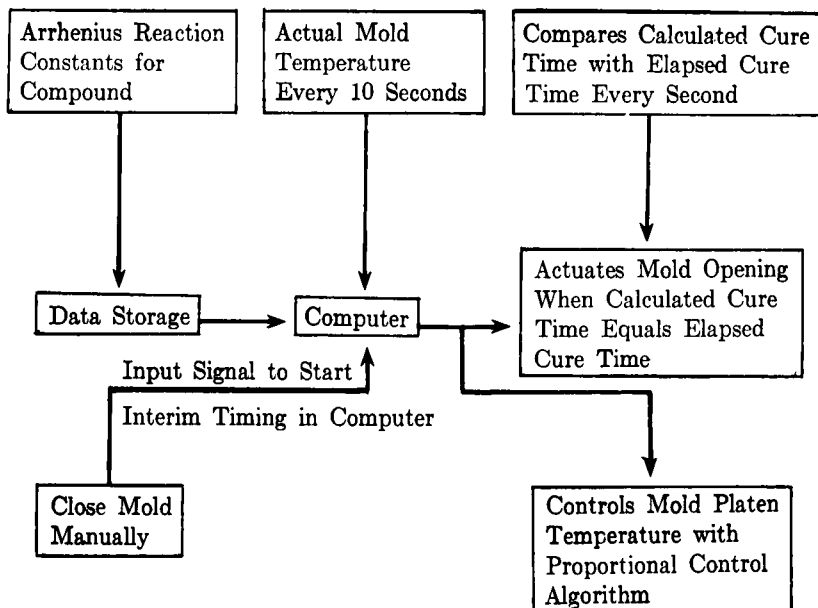 Arrhenius Reaction
Constants for
Compound
Actual Mold
Temperature
Every 10 Seconds
Compares Calculated Cure
Time with Elapsed Cure
Time Every Second
Data Storage
Computer
Actuates Mold Opening
When Calculated Cure
Time Equals Elapsed
Cure Time
Input Signal to Start
Interim Timing in Computer
Close Mold
Manually
Controls Mold Platen
Temperature with
Proportional Control
Algorithm